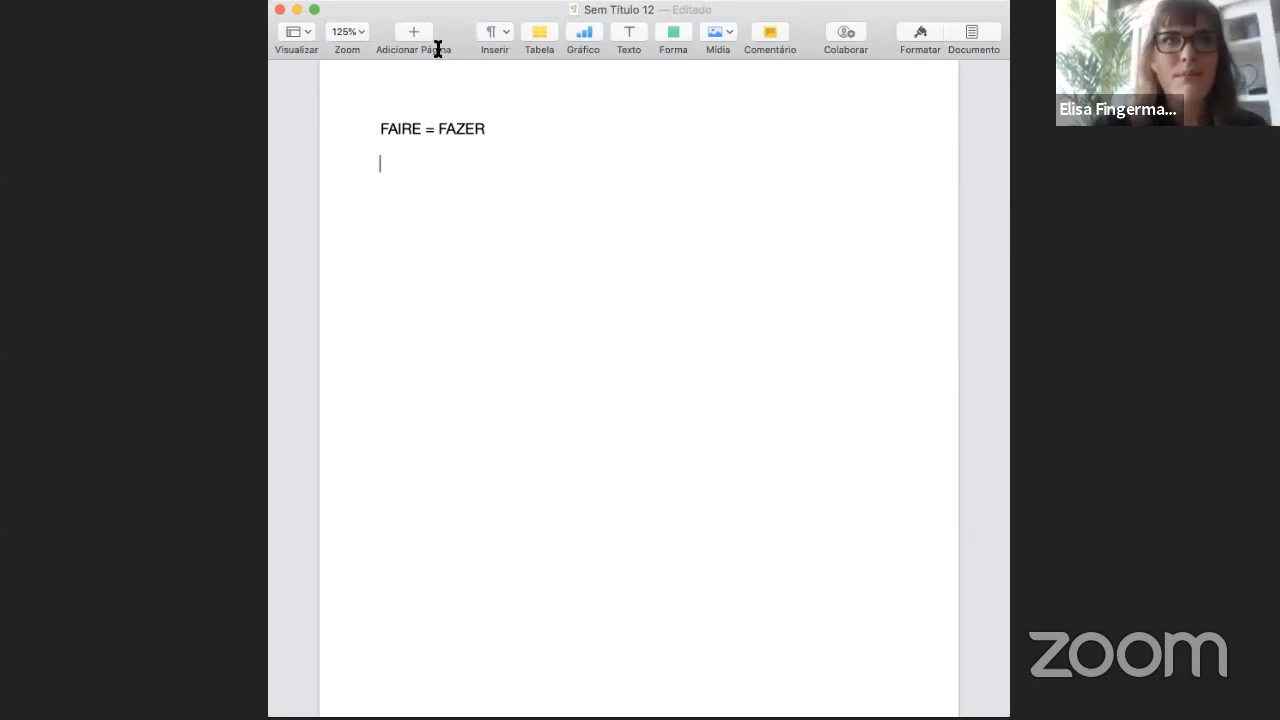 Sem Título 12 — Editado
125%
Visualizar Zoom Adicionar Página Inserir Tabela Gráfico Texto Forma Mídia Comentário Colaborar Formatar Documento
Elisa Fingerma...
FAIRE = FAZER
zoom